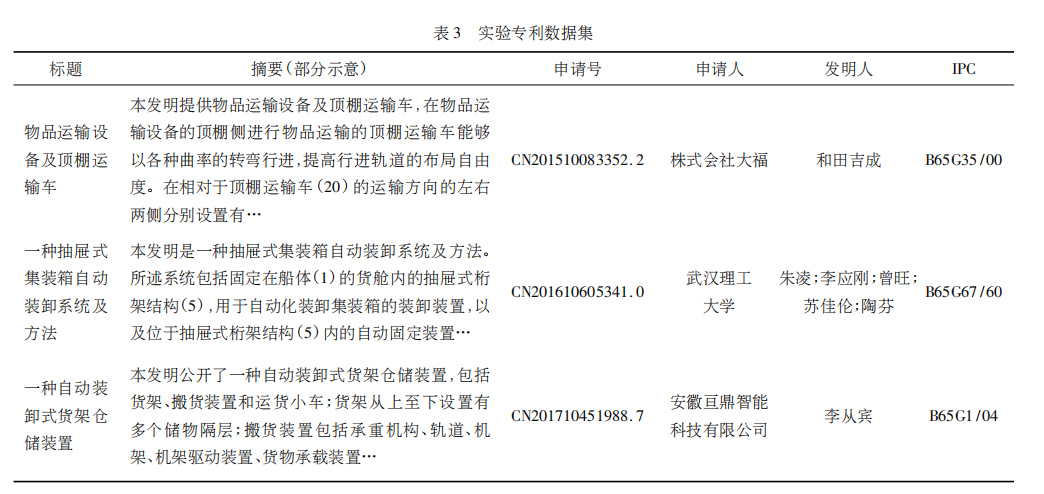 表 3　实验专利数据集
标题　摘要(部分示意)　申请号　申请人　发明人　IPC
物品运输设
备及顶棚运
输车
本发明提供物品运输设备及顶棚运输车,在物品运
输设备的顶棚侧进行物品运输的顶棚运输车能够
以各种曲率的转弯行进,提高行进轨道的布局自由
度。在相对于顶棚运输车(20)的运输方向的左右
两侧分别设置有…
CN201510083352.2
株式会社大福
和田吉成
B65G35/00
一种抽屉式
集装箱自动
装卸系统及
方法
本发明是一种抽屉式集装箱自动装卸系统及方法。
所述系统包括固定在船体(1)的货舱内的抽屉式桁
架结构(5),用于自动化装卸集装箱的装卸装置,以
及位于抽屉式桁架结构(5)内的自动固定装置…
CN201610605341.0
武汉理工
大学
朱凌;李应刚;曾旺;
苏佳伦;陶芬
B65G67/60
一种自动装
卸式货架仓
储装置
本发明公开了一种自动装卸式货架仓储装置,包括
货架、搬货装置和运货小车;货架从上至下设置有
多个储物隔层;搬货装置包括承重机构、轨道、机
架、机架驱动装置、货物承载装置…
CN201710451988.7
安徽亘鼎智能
科技有限公司
李从宾
B65G1/04